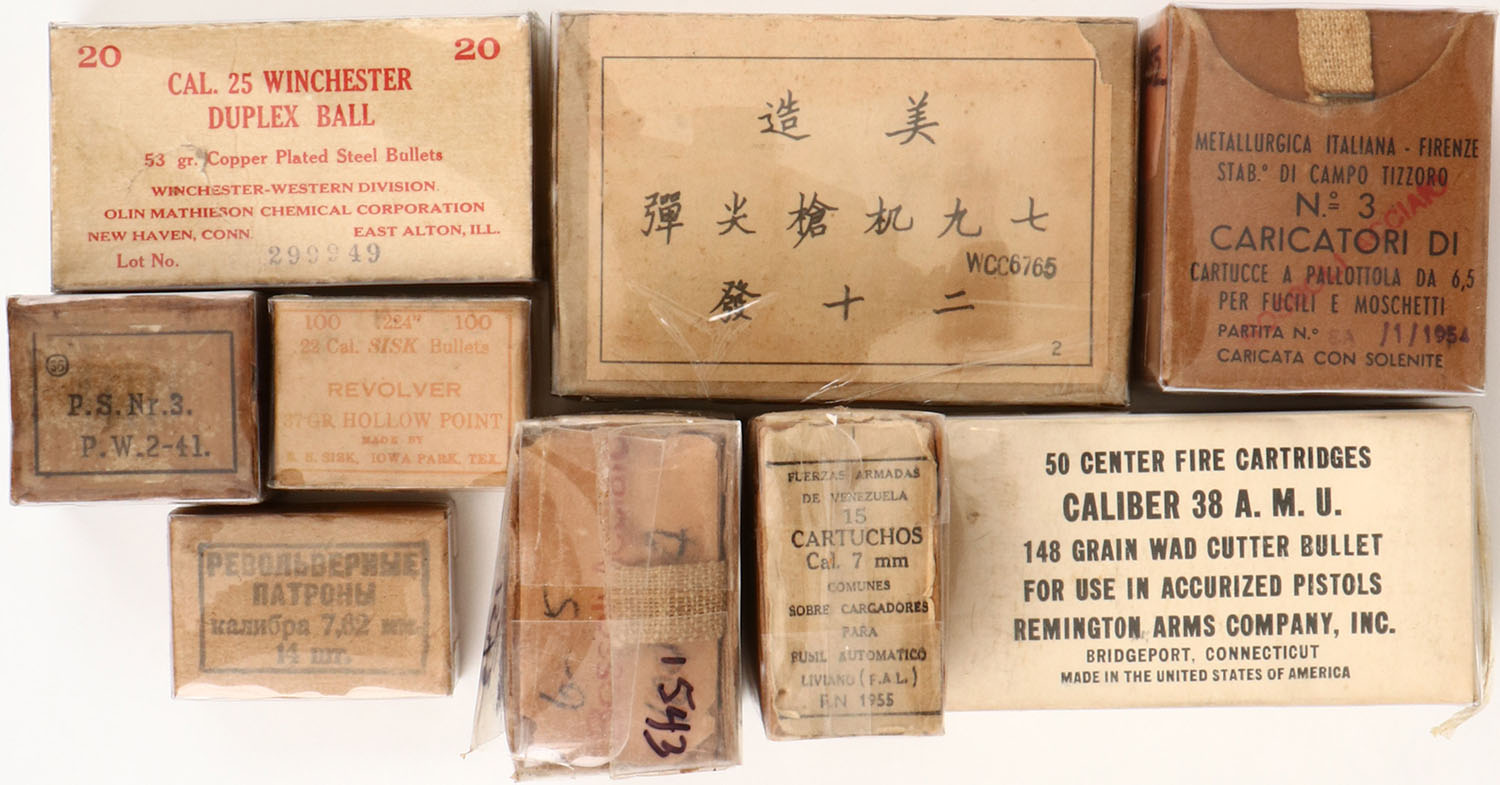 20 20
CAL. 25 WINCHESTER
DUPLEX BALL
53 gr. Copper Plated Steel Bullets
WINCHESTER-WESTERN DIVISION
OLIN MATHIESON CHEMICAL CORPORATION
NEW HAVEN, CONN. EAST ALTON, ILL.
Lot No. 299949
造 美
彈 尖 槍 机 九 七
WCC6765
發 十 二
2
METALLURGICA ITALIANA - FIRENZE
STAB.º DI CAMPO TIZZORO
N.º 3
CARICATORI DI
CARTUCCE A PALLOTTOLA DA 6,5
PER FUCILI E MOSCHETTI
PARTITA N.º /1/1954
CARICATA CON SOLENITE
36
P.S.Nr.3.
P.W.2-41.
100 .224" 100
22 Cal. SISK Bullets
REVOLVER
37 GR HOLLOW POINT
MADE BY
R. B. SISK, IOWA PARK, TEX.
РЕВОЛЬВЕРНЫЕ
ПАТРОНЫ
калибра 7,62 мм.
14 шт.
6-5
1543
FUERZAS ARMADAS
DE VENEZUELA
15
CARTUCHOS
Cal. 7 mm
COMUNES
SOBRE CARGADORES
PARA
FUSIL AUTOMATICO
LIVIANO (F.A.L.)
F.N 1955
50 CENTER FIRE CARTRIDGES
CALIBER 38 A. M. U.
148 GRAIN WAD CUTTER BULLET
FOR USE IN ACCURIZED PISTOLS
REMINGTON ARMS COMPANY, INC.
BRIDGEPORT, CONNECTICUT
MADE IN THE UNITED STATES OF AMERICA